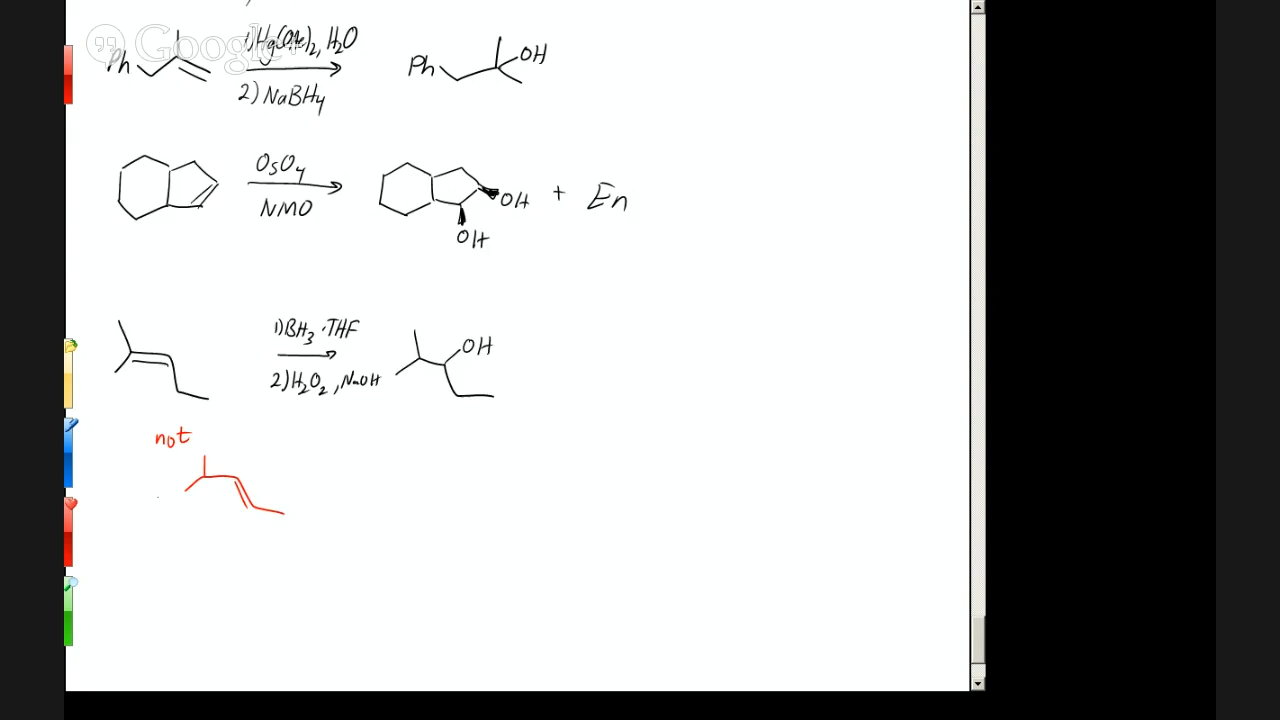 Google+
Ph
1) Hg(OAc)2, H2O
2) NaBH4
Ph
OH
OsO4
NMO
OH
OH
+ En
1) BH3 · THF
2) H2O2, NaOH
OH
not